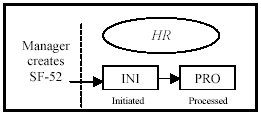 HR
Manager
creates
SF-52
INI
PRO
Initiated
Processed